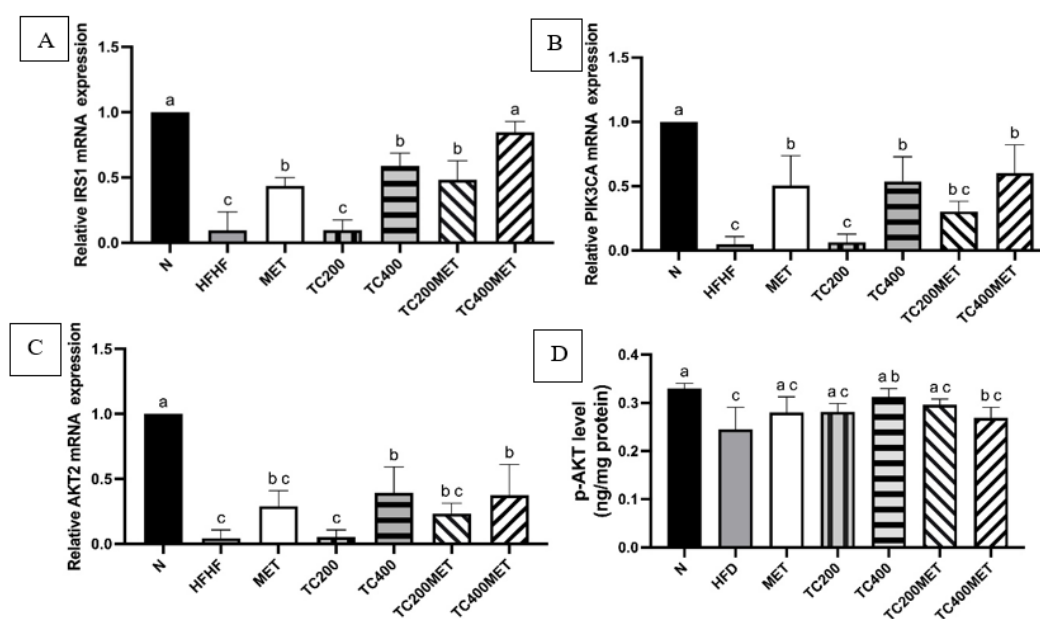 A
Relative IRS1 mRNA expression
1.5
1.0
0.5
0.0
a
c
b
c
b
b
a
N
HFHF
MET
TC200
TC400
TC200MET
TC400MET
B
Relative PIK3CA mRNA expression
1.5
1.0
0.5
0.0
a
c
b
c
b
b c
b
N
HFHF
MET
TC200
TC400
TC200MET
TC400MET
C
Relative AKT2 mRNA expression
1.5
1.0
0.5
0.0
a
c
b c
c
b
b c
b
N
HFHF
MET
TC200
TC400
TC200MET
TC400MET
D
p-AKT level
(ng/mg protein)
0.4
0.3
0.2
0.1
0.0
a
c
a c
a c
a b
a c
b c
N
HFD
MET
TC200
TC400
TC200MET
TC400MET